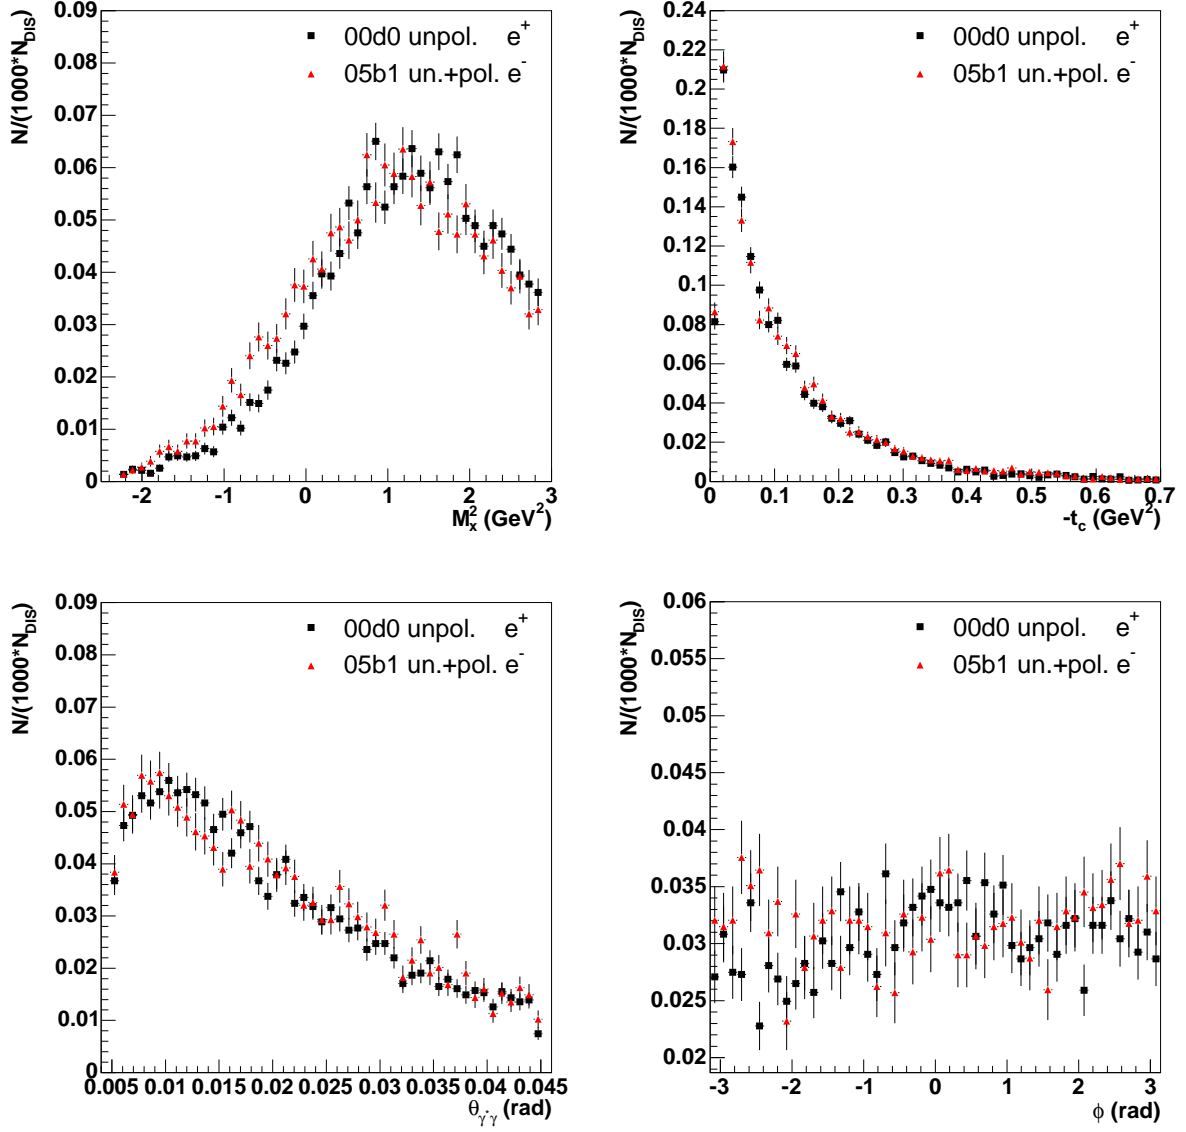 N/(1000*N_DIS)
0.09
0.08
0.07
0.06
0.05
0.04
0.03
0.02
0.01
0
00d0 unpol. e^+
05b1 un.+pol. e^-
-2 -1 0 1 2 3
M_x^2 (GeV^2)
N/(1000*N_DIS)
0.24
0.22
0.2
0.18
0.16
0.14
0.12
0.1
0.08
0.06
0.04
0.02
0
00d0 unpol. e^+
05b1 un.+pol. e^-
0 0.1 0.2 0.3 0.4 0.5 0.6 0.7
-t_c (GeV^2)
N/(1000*N_DIS)
0.09
0.08
0.07
0.06
0.05
0.04
0.03
0.02
0.01
0
00d0 unpol. e^+
05b1 un.+pol. e^-
0.005 0.01 0.015 0.02 0.025 0.03 0.035 0.04 0.045
θ_γ*γ (rad)
N/(1000*N_DIS)
0.06
0.055
0.05
0.045
0.04
0.035
0.03
0.025
0.02
00d0 unpol. e^+
05b1 un.+pol. e^-
-3 -2 -1 0 1 2 3
ϕ (rad)